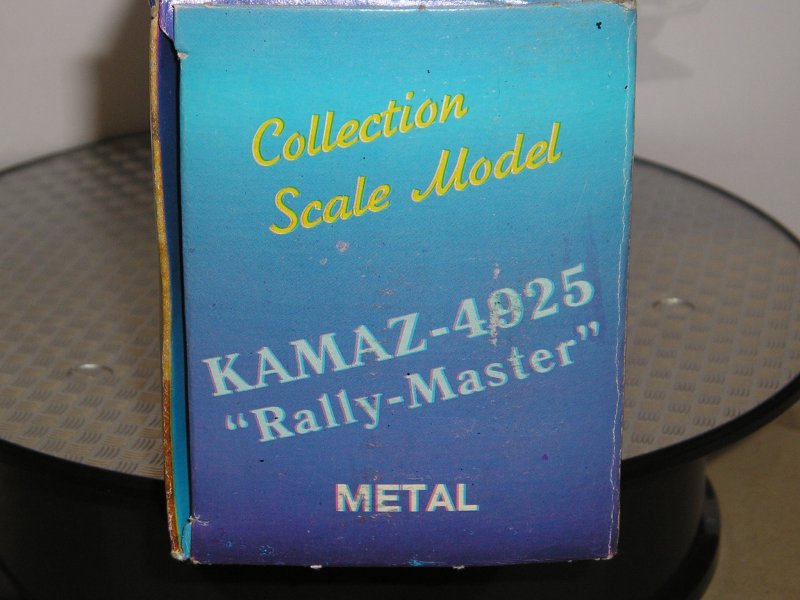 Collection
Scale Model
KAMAZ-4925
“Rally-Master”
METAL